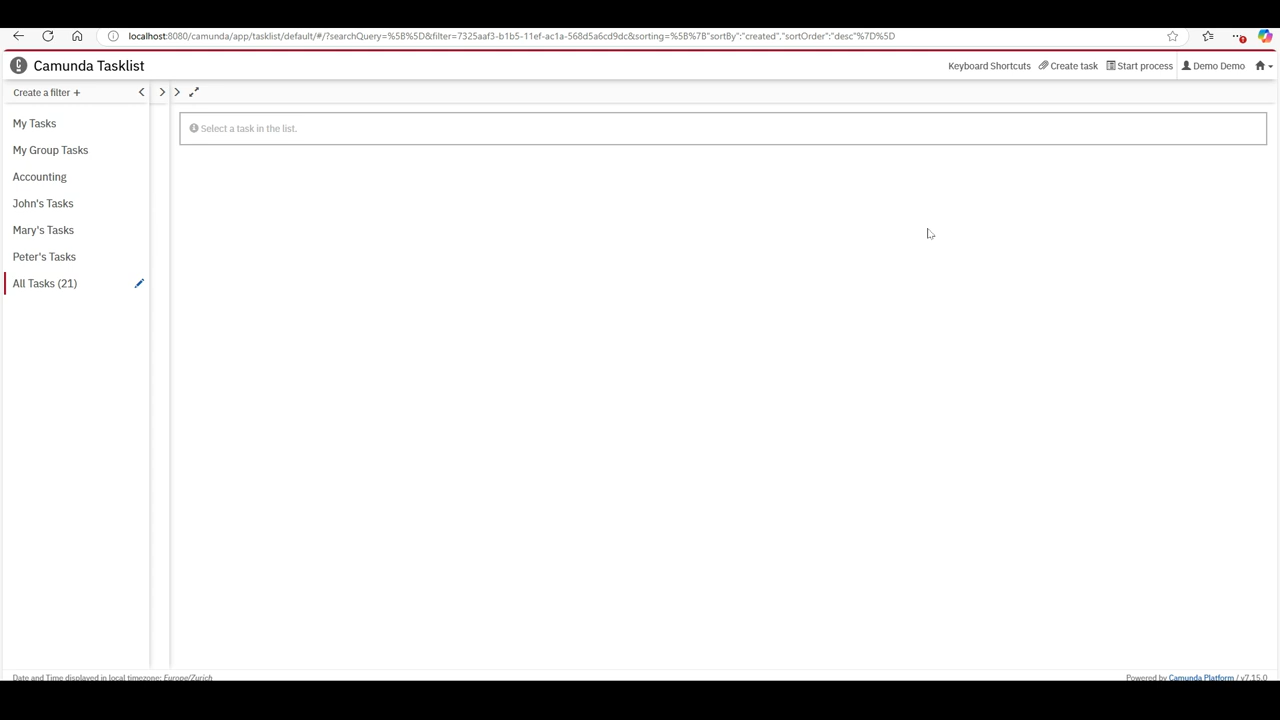 localhost:8080/camunda/app/tasklist/default/#/?searchQuery=%5B%5D&filter=7325aaf3-b1b5-11ef-ac1a-568d5a6cd9dc&sorting=%5B%7B"sortBy":"created","sortOrder":"desc"%7D%5D
Camunda Tasklist
Keyboard Shortcuts Create task Start process Demo Demo
Create a filter +
Select a task in the list.
My Tasks
My Group Tasks
Accounting
John's Tasks
Mary's Tasks
Peter's Tasks
All Tasks (21)
Date and Time displayed in local timezone: Europe/Zurich
Powered by Camunda Platform / v7.15.0